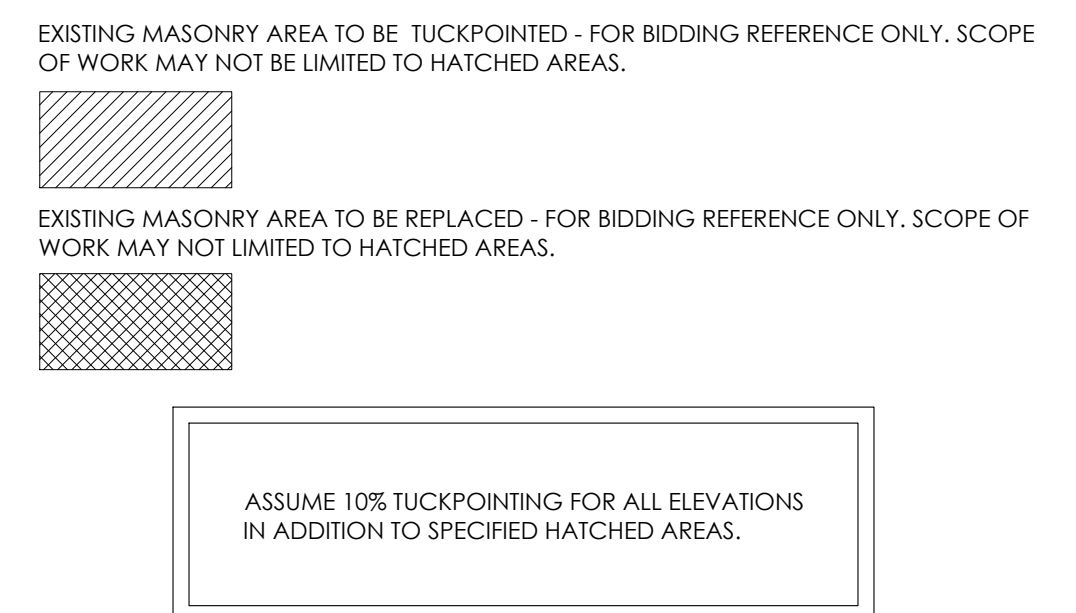 EXISTING MASONRY AREA TO BE TUCKPOINTED - FOR BIDDING REFERENCE ONLY. SCOPE
OF WORK MAY NOT BE LIMITED TO HATCHED AREAS.
EXISTING MASONRY AREA TO BE REPLACED - FOR BIDDING REFERENCE ONLY. SCOPE OF
WORK MAY NOT LIMITED TO HATCHED AREAS.
ASSUME 10% TUCKPOINTING FOR ALL ELEVATIONS
IN ADDITION TO SPECIFIED HATCHED AREAS.